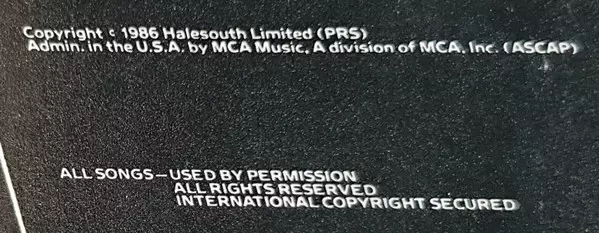 Copyright c 1986 Halesouth Limited (PRS)
Admin. in the U.S.A. by MCA Music, A division of MCA, Inc. (ASCAP)
ALL SONGS—USED BY PERMISSION
ALL RIGHTS RESERVED
INTERNATIONAL COPYRIGHT SECURED